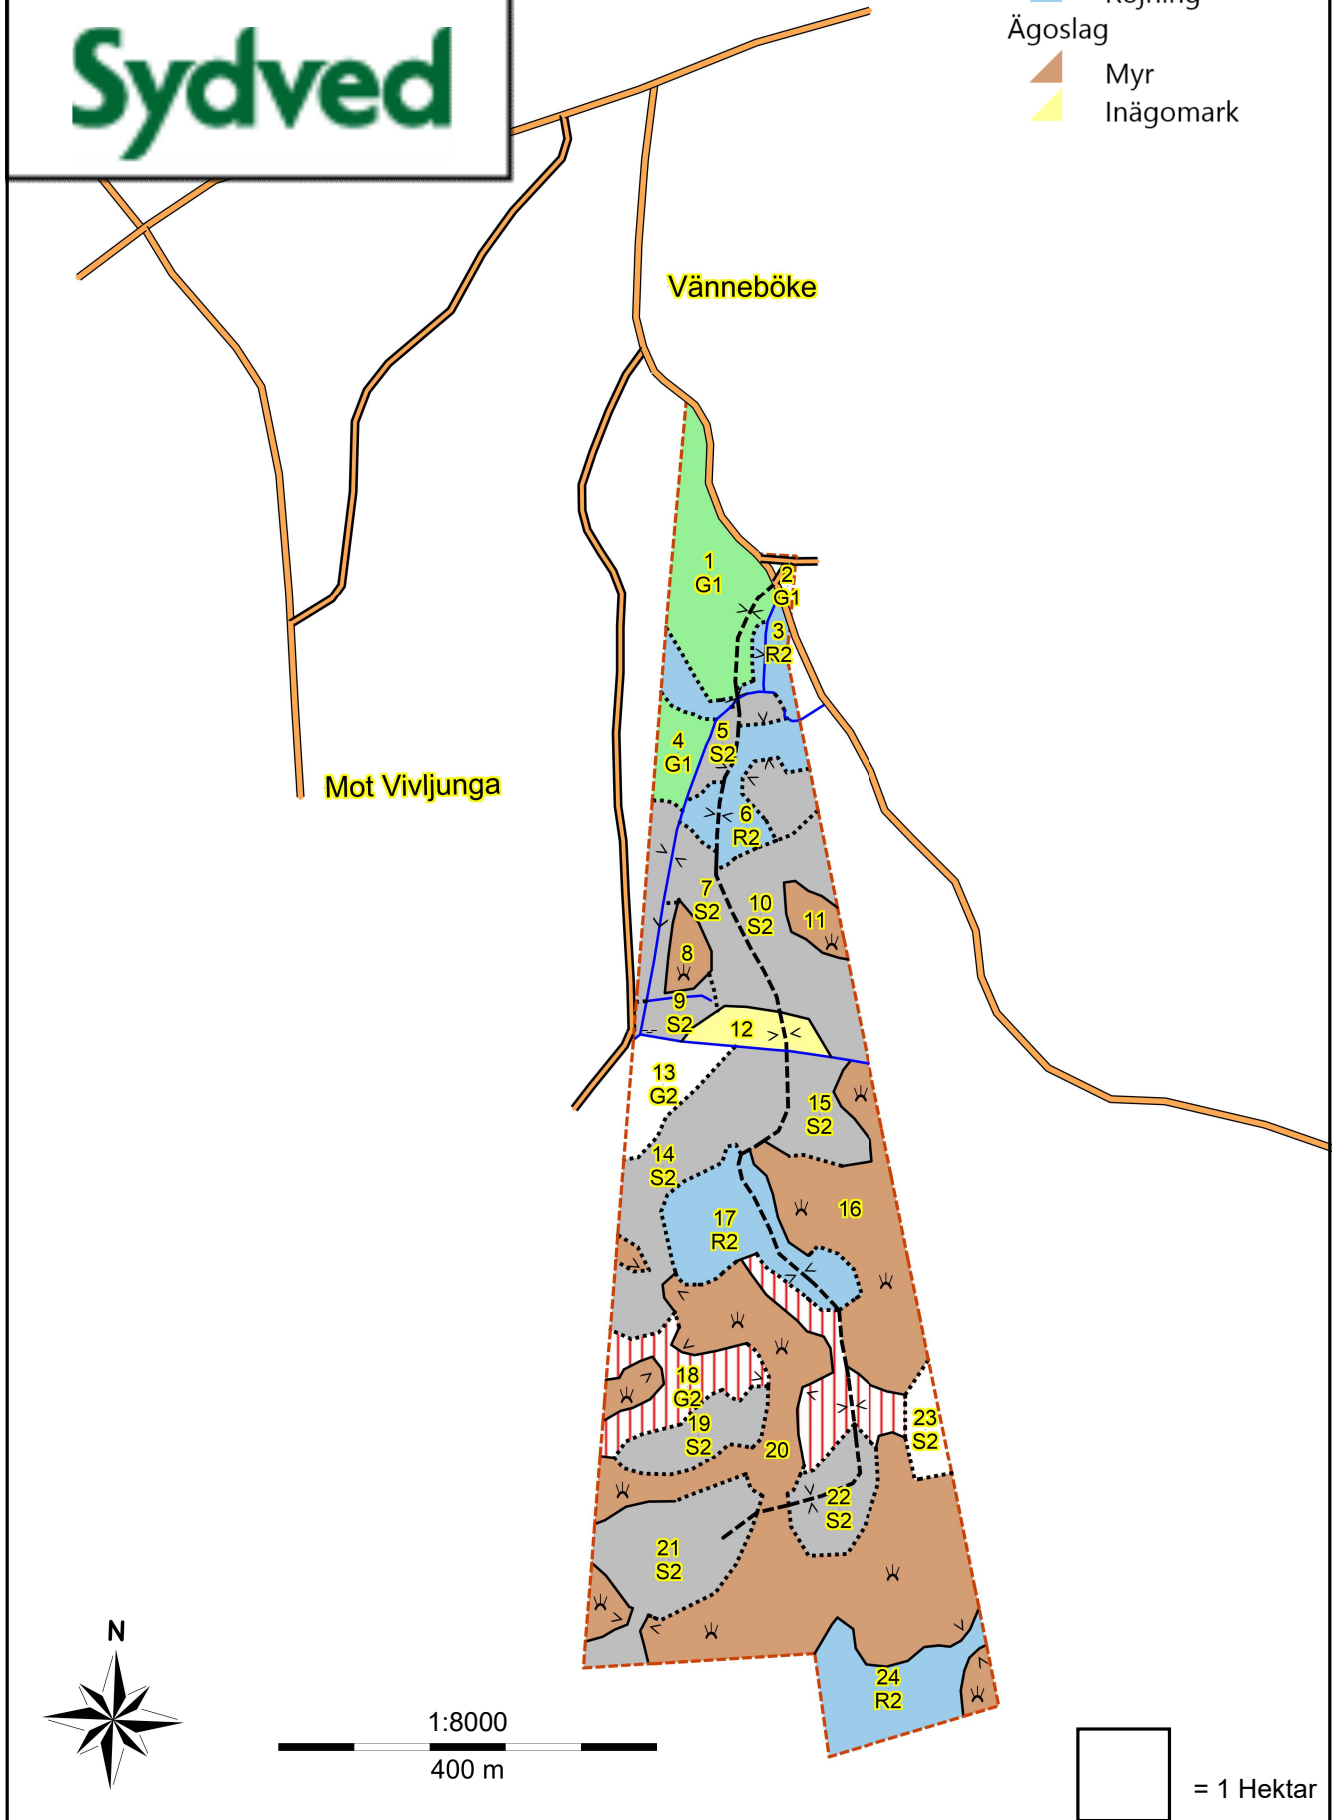 Sydved
Röjning
Ägoslag
Myr
Inägomark
Vänneböke
1
G1
2
G1
3
R2
4
G1
5
S2
Mot Vivljunga
6
R2
7
S2
10
S2
11
8
9
S2
12
13
G2
15
S2
14
S2
16
17
R2
18
G2
19
S2
20
23
S2
22
S2
21
S2
24
R2
N
1:8000
400 m
= 1 Hektar